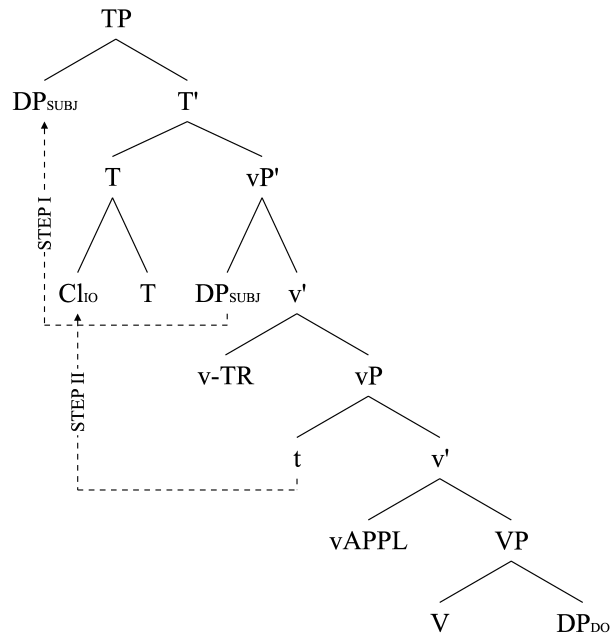 TP
DPSUBJ T'
T vP'
STEP I
ClIO T DPSUBJ v'
v-TR vP
STEP II
t v'
vAPPL VP
V DPDO